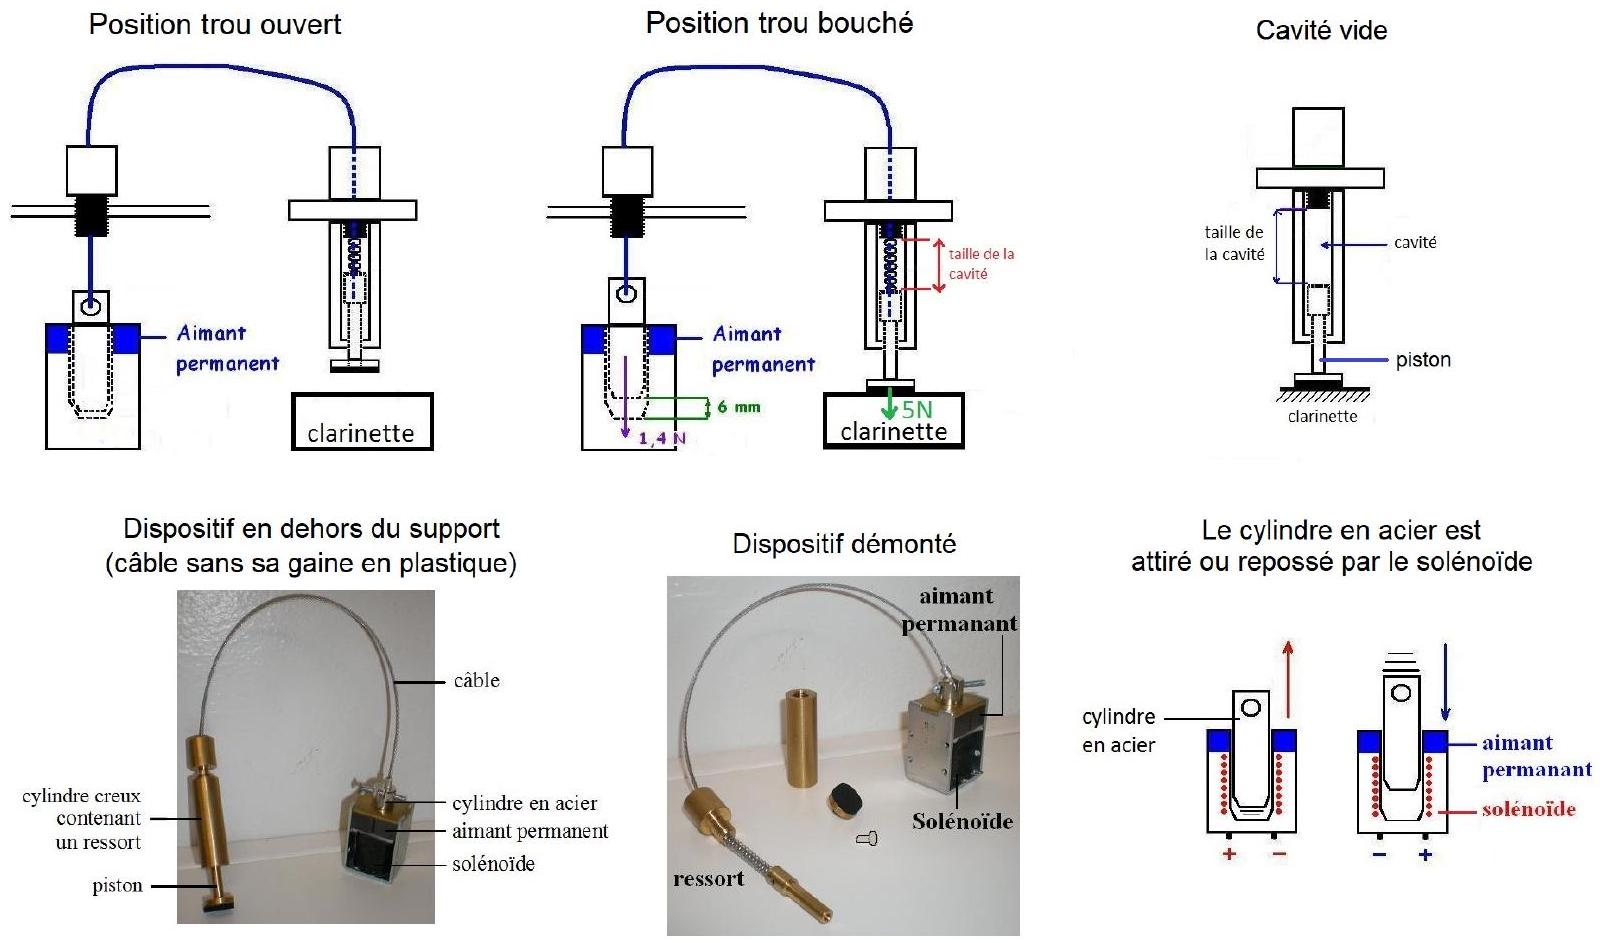 Position trou ouvert
Position trou bouché
Cavité vide
Aimant
permanent
clarinette
Aimant
permanent
6 mm
1,4 N
taille de la
cavité
5N
clarinette
taille de
la cavité
cavité
piston
clarinette
Dispositif en dehors du support
(câble sans sa gaine en plastique)
câble
cylindre creux
contenant
un ressort
piston
cylindre en acier
aimant permanent
solénoïde
Dispositif démonté
aimant
permanant
Solénoïde
ressort
Le cylindre en acier est
attiré ou repossé par le solénoïde
cylindre
en acier
aimant
permanant
solénoïde
+ − − +